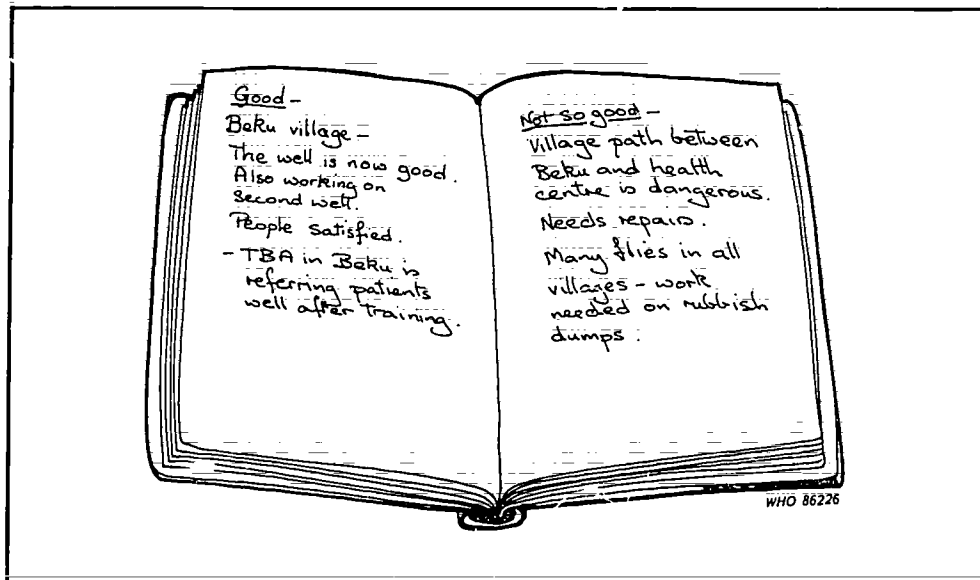 Good -
Beku village -
The well is now good.
Also working on
second well.
People satisfied.
- TBA in Beku is
referring patients
well after training.
Not so good -
Village path between
Beku and health
centre is dangerous.
Needs repairs.
Many flies in all
villages - work
needed on rubbish
dumps.
WHO 86226